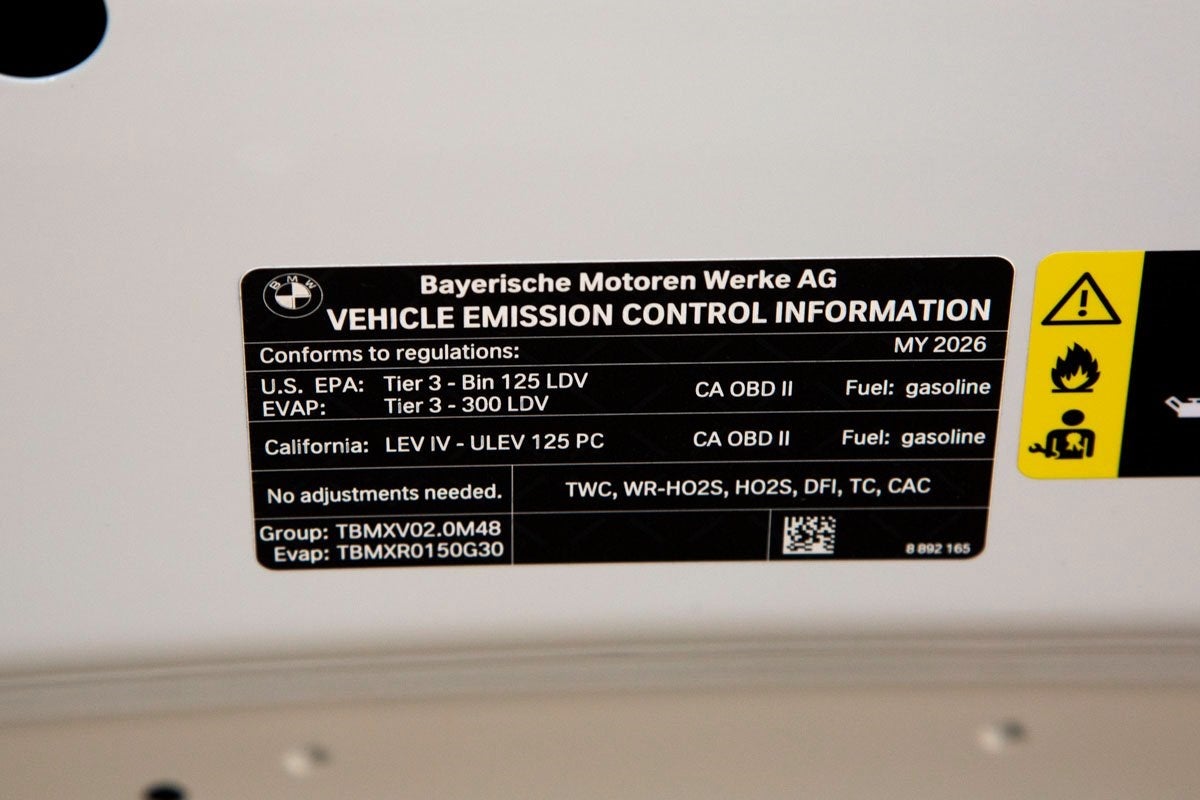 BMW
Bayerische Motoren Werke AG
VEHICLE EMISSION CONTROL INFORMATION
Conforms to regulations: MY 2026
U.S. EPA: Tier 3 - Bin 125 LDV CA OBD II Fuel: gasoline
EVAP: Tier 3 - 300 LDV
California: LEV IV - ULEV 125 PC CA OBD II Fuel: gasoline
No adjustments needed. TWC, WR-HO2S, HO2S, DFI, TC, CAC
Group: TBMXV02.0M48
Evap: TBMXR0150G30
8 892 165